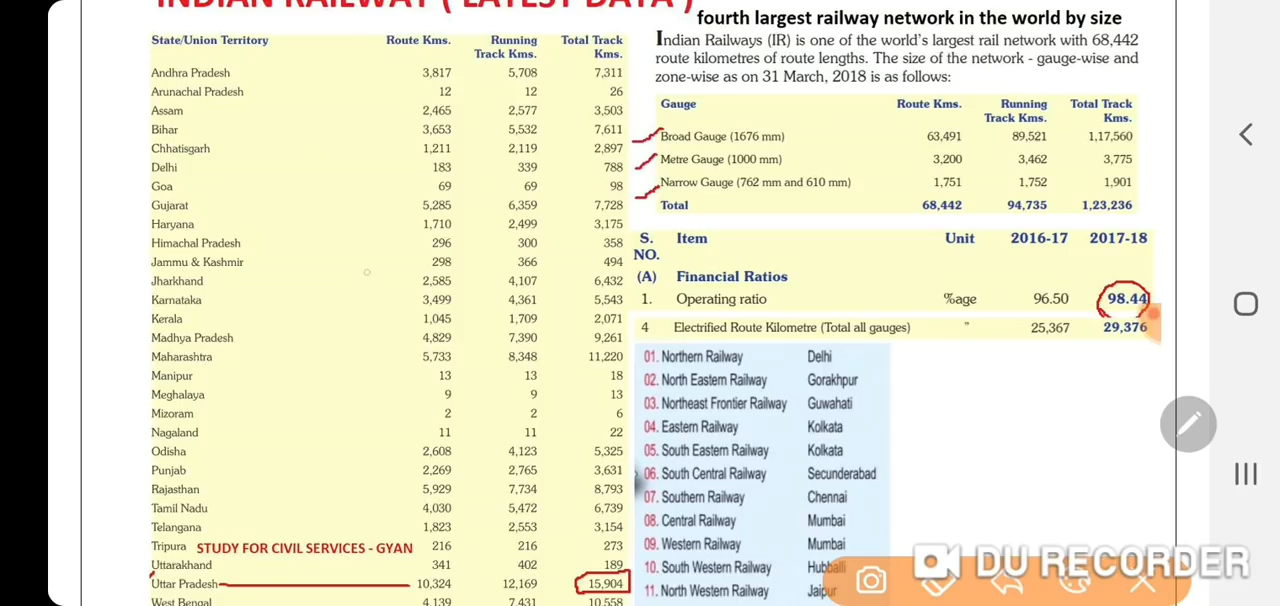 INDIAN RAILWAY ( LATEST DATA )
fourth largest railway network in the world by size
State/Union Territory Route Kms. Running Track Kms. Total Track Kms.
Andhra Pradesh 3,817 5,708 7,311
Arunachal Pradesh 12 12 26
Assam 2,465 2,577 3,503
Bihar 3,653 5,532 7,611
Chhatisgarh 1,211 2,119 2,897
Delhi 183 339 788
Goa 69 69 98
Gujarat 5,285 6,359 7,728
Haryana 1,710 2,499 3,175
Himachal Pradesh 296 300 358
Jammu & Kashmir 298 366 494
Jharkhand 2,585 4,107 6,432
Karnataka 3,499 4,361 5,543
Kerala 1,045 1,709 2,071
Madhya Pradesh 4,829 7,390 9,261
Maharashtra 5,733 8,348 11,220
Manipur 13 13 18
Meghalaya 9 9 13
Mizoram 2 2 6
Nagaland 11 11 22
Odisha 2,608 4,123 5,325
Punjab 2,269 2,765 3,631
Rajasthan 5,929 7,734 8,793
Tamil Nadu 4,030 5,472 6,739
Telangana 1,823 2,553 3,154
Tripura STUDY FOR CIVIL SERVICES - GYAN 216 216 273
Uttarakhand 341 402 189
Uttar Pradesh 10,324 12,169 15,904
West Bengal 4,139 7,431 10,558
Indian Railways (IR) is one of the world's largest rail network with 68,442
route kilometres of route lengths. The size of the network - gauge-wise and
zone-wise as on 31 March, 2018 is as follows:
Gauge Route Kms. Running Track Kms. Total Track Kms.
Broad Gauge (1676 mm) 63,491 89,521 1,17,560
Metre Gauge (1000 mm) 3,200 3,462 3,775
Narrow Gauge (762 mm and 610 mm) 1,751 1,752 1,901
Total 68,442 94,735 1,23,236
S. NO. Item Unit 2016-17 2017-18
(A) Financial Ratios
1. Operating ratio %age 96.50 98.44
4 Electrified Route Kilometre (Total all gauges) " 25,367 29,376
01. Northern Railway Delhi
02. North Eastern Railway Gorakhpur
03. Northeast Frontier Railway Guwahati
04. Eastern Railway Kolkata
05. South Eastern Railway Kolkata
06. South Central Railway Secunderabad
07. Southern Railway Chennai
08. Central Railway Mumbai
09. Western Railway Mumbai
10. South Western Railway Hubballi
11. North Western Railway Jaipur
DU RECORDER